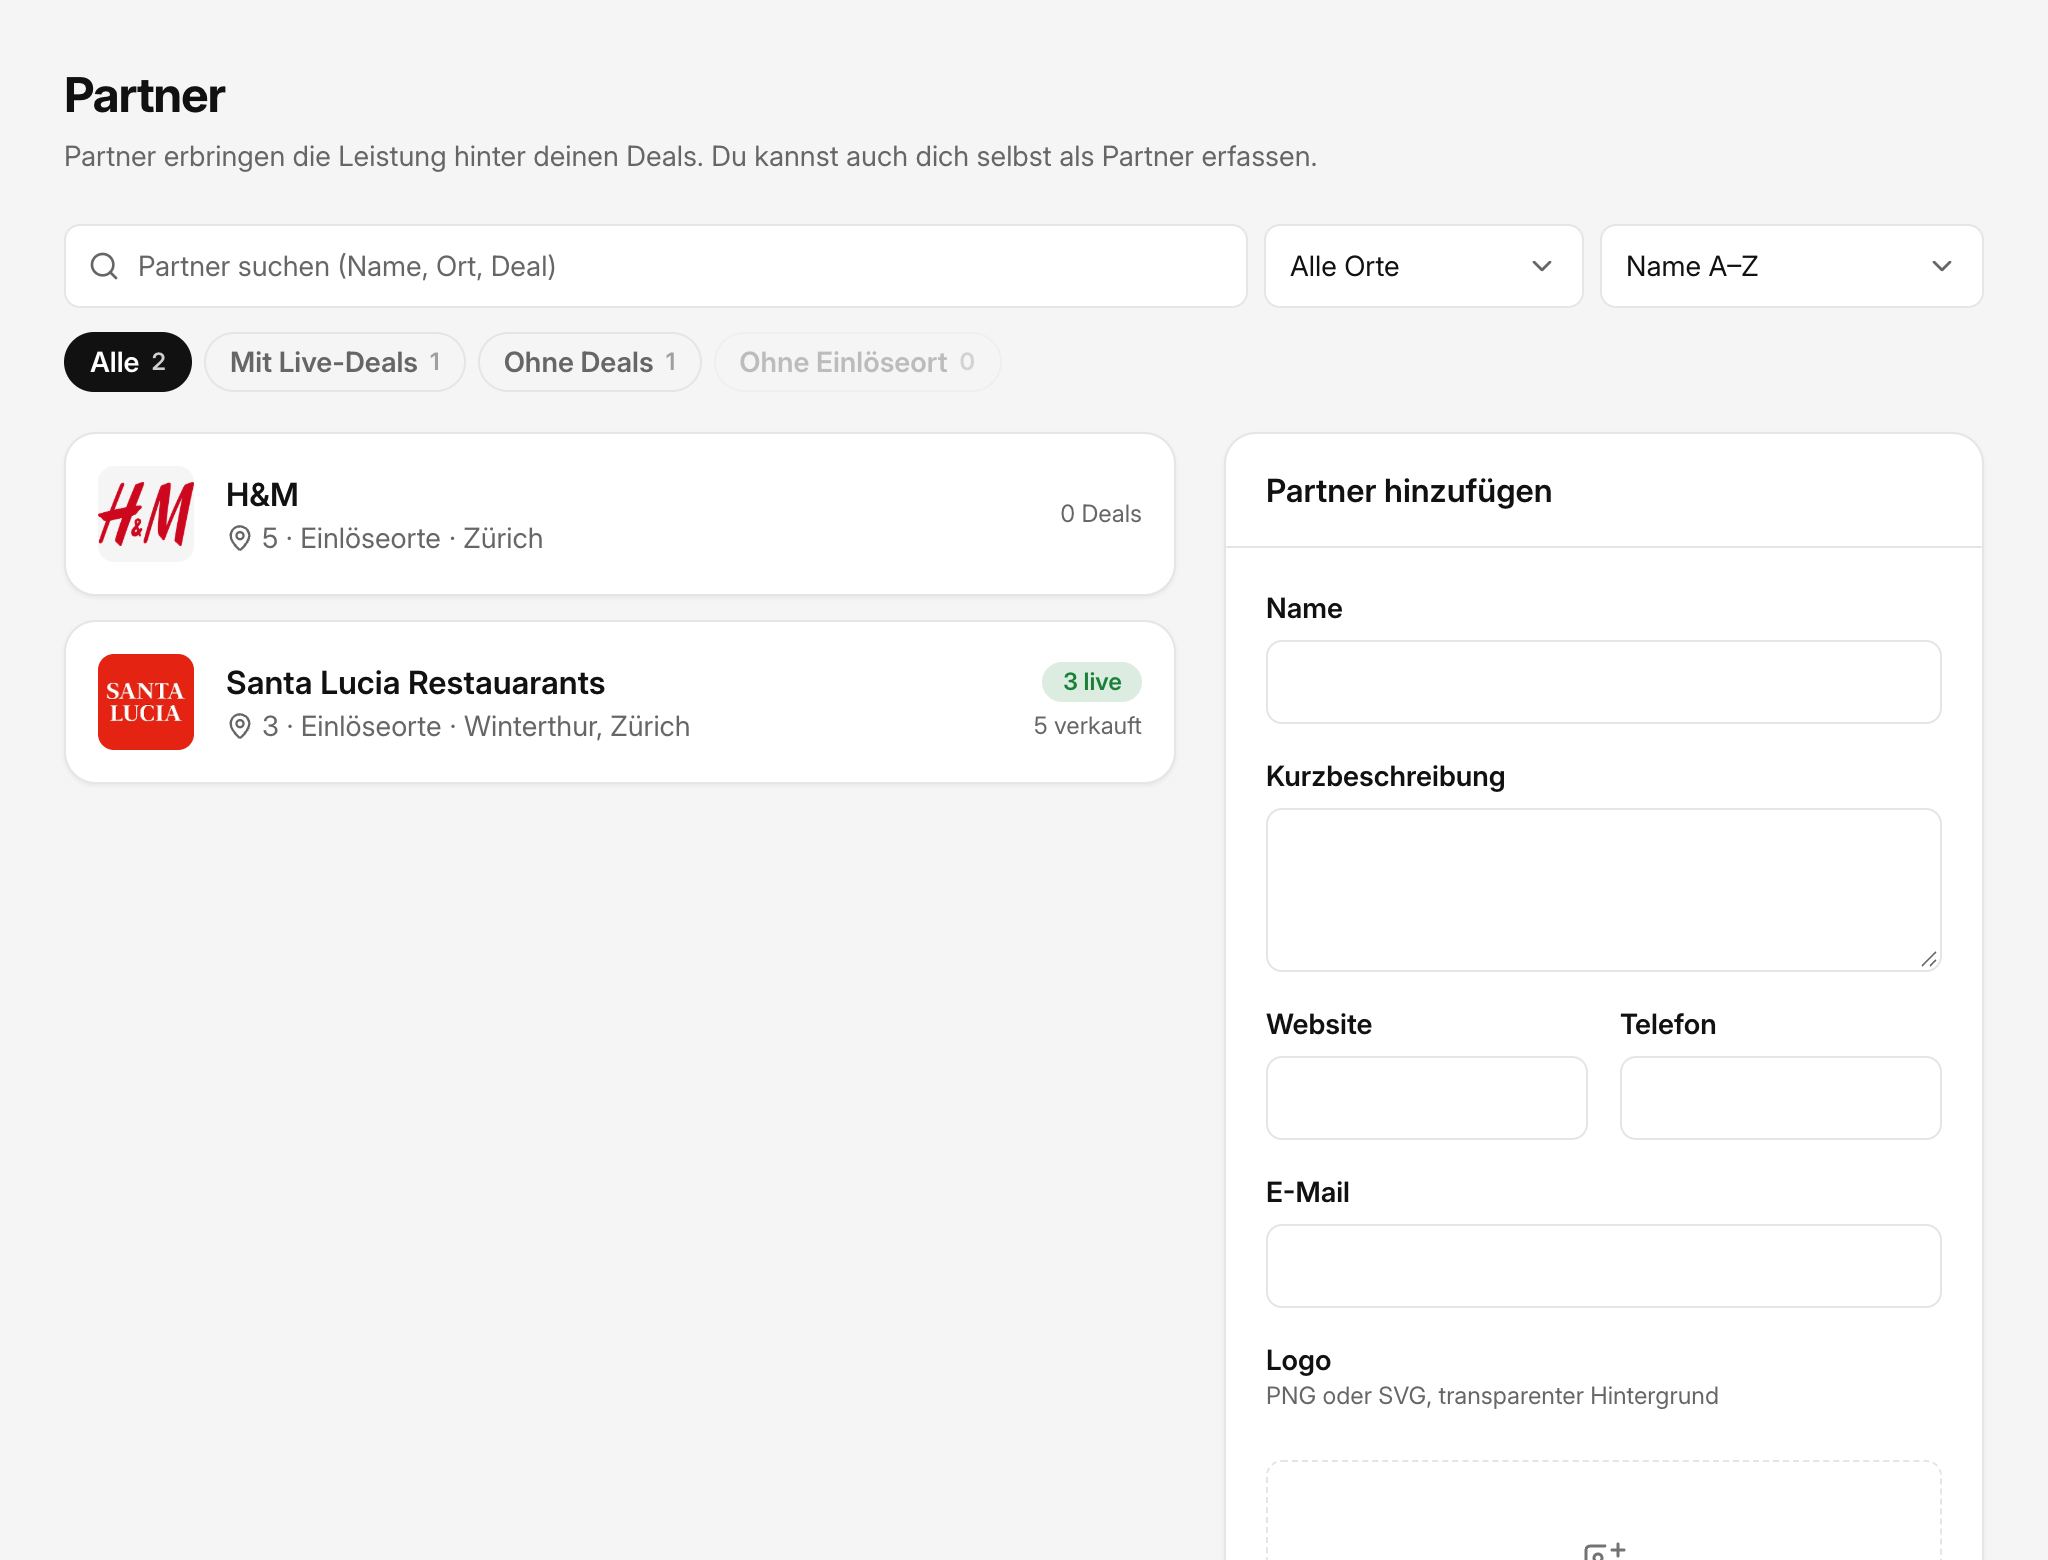 Partner
Partner erbringen die Leistung hinter deinen Deals. Du kannst auch dich selbst als Partner erfassen.
Partner suchen (Name, Ort, Deal)
Alle Orte
Name A–Z
Alle 2
Mit Live-Deals 1
Ohne Deals 1
Ohne Einlöseort 0
H&M
H&M
5 · Einlöseorte · Zürich
0 Deals
SANTA
LUCIA
Santa Lucia Restauarants
3 · Einlöseorte · Winterthur, Zürich
3 live
5 verkauft
Partner hinzufügen
Name
Kurzbeschreibung
Website
Telefon
E-Mail
Logo
PNG oder SVG, transparenter Hintergrund